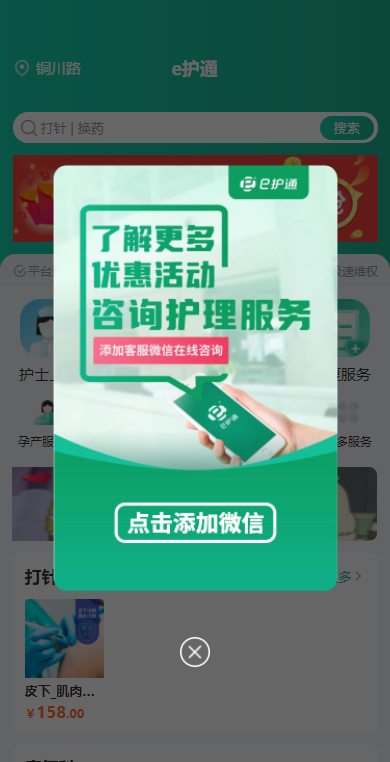 铜川路
e护通
打针 | 换药
搜索
e护通
了解更多
优惠活动
咨询护理服务
添加客服微信在线咨询
e护通
点击添加微信
平台
极速维权
护士上
服务
孕产服
多服务
打针
更多 >
皮下_肌肉...
¥158.00